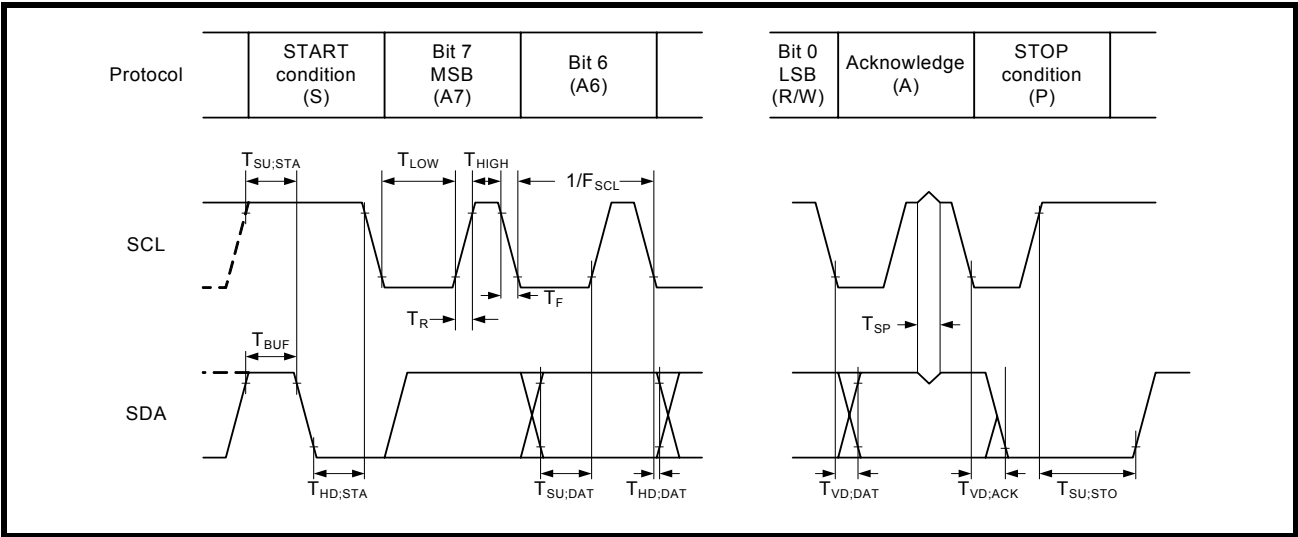 Protocol
START
condition
(S)
Bit 7
MSB
(A7)
Bit 6
(A6)
Bit 0
LSB
(R/W)
Acknowledge
(A)
STOP
condition
(P)
TSU;STA
TLOW
THIGH
1/FSCL
SCL
TF
TR
TSP
TBUF
SDA
THD;STA
TSU;DAT
THD;DAT
TVD;DAT
TVD;ACK
TSU;STO